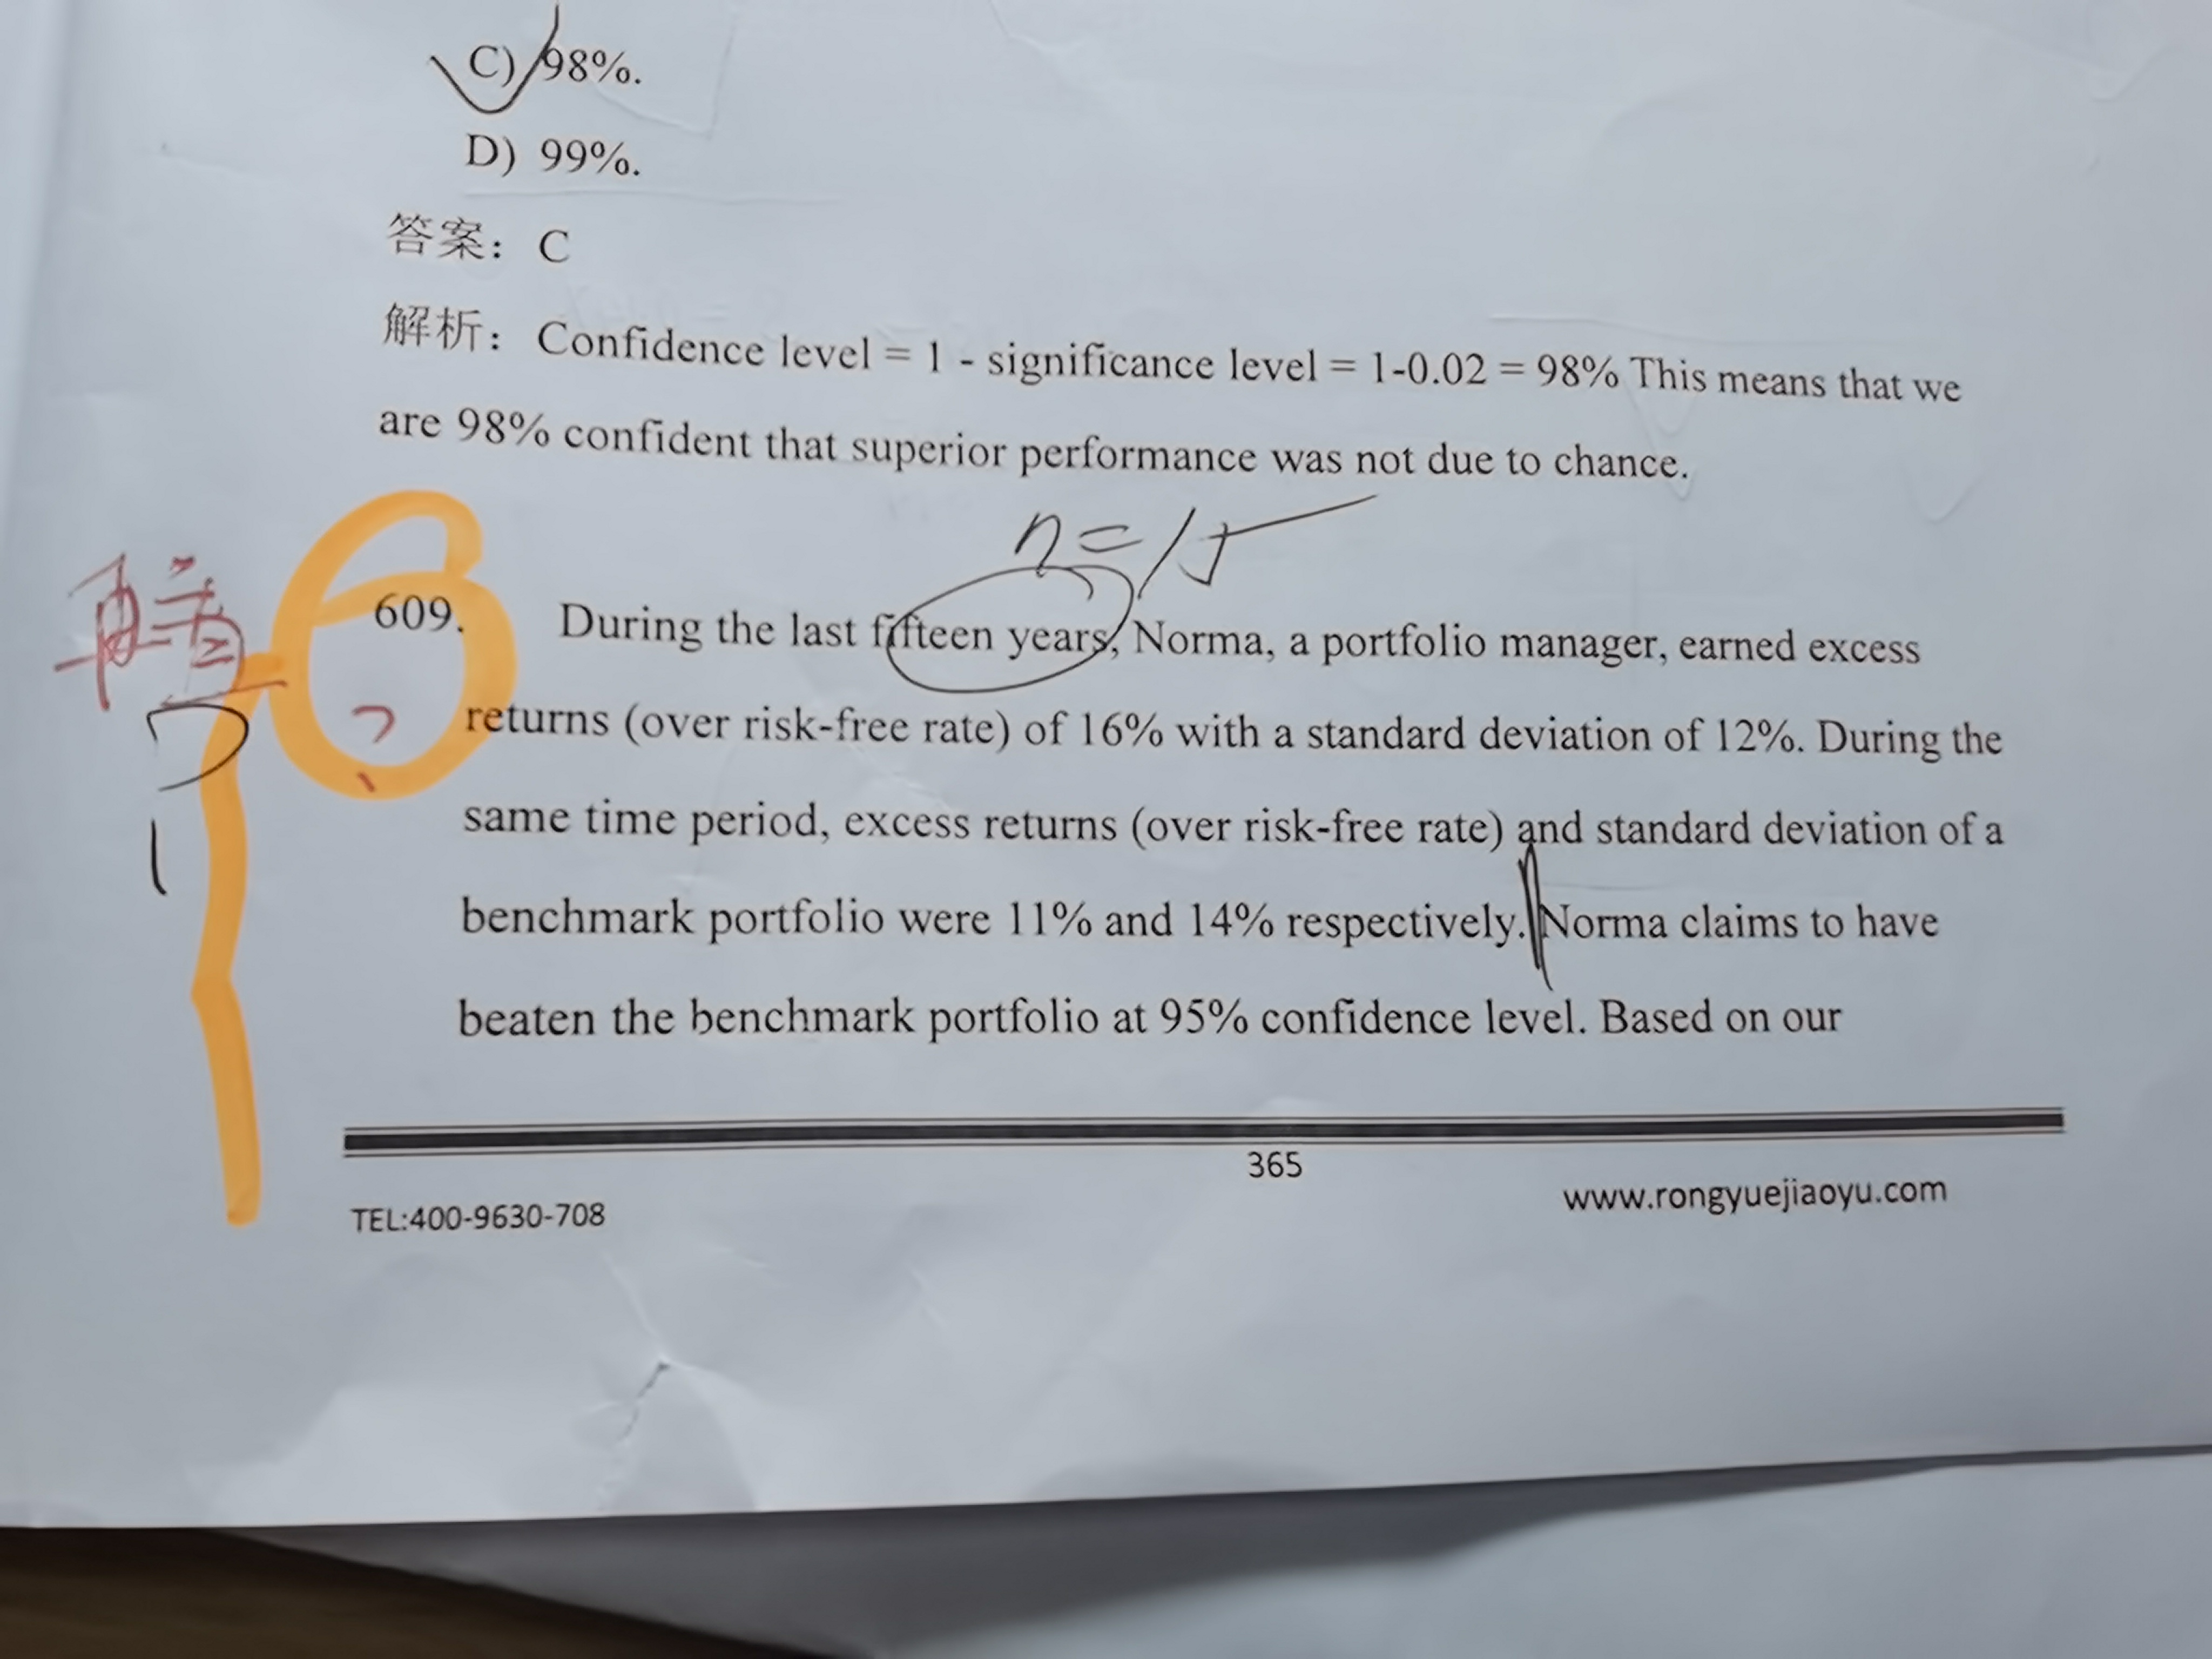 C) 98%.
D) 99%.
答案： C
解析： Confidence level = 1 - significance level = 1-0.02 = 98% This means that we
are 98% confident that superior performance was not due to chance.
n=15
再看
?
?
609. During the last fifteen years, Norma, a portfolio manager, earned excess
returns (over risk-free rate) of 16% with a standard deviation of 12%. During the
same time period, excess returns (over risk-free rate) and standard deviation of a
benchmark portfolio were 11% and 14% respectively. Norma claims to have
beaten the benchmark portfolio at 95% confidence level. Based on our
365
TEL:400-9630-708
www.rongyuejiaoyu.com